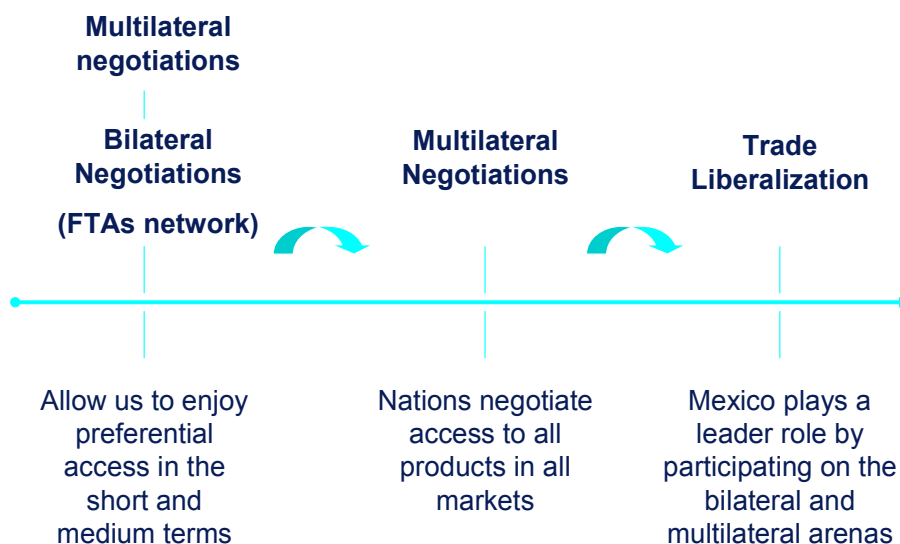 Multilateral
negotiations
Bilateral
Negotiations
(FTAs network)
Multilateral
Negotiations
Trade
Liberalization
Allow us to enjoy
preferential
access in the
short and
medium terms
Nations negotiate
access to all
products in all
markets
Mexico plays a
leader role by
participating on the
bilateral and
multilateral arenas